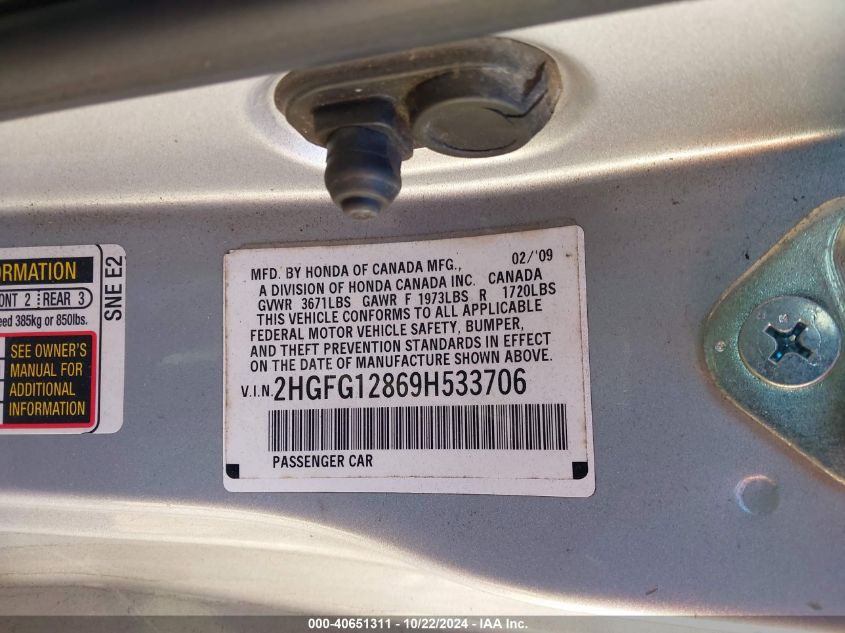 ORMATION
ONT 2 REAR 3
eed 385kg or 850lbs.
SEE OWNER'S
MANUAL FOR
ADDITIONAL
INFORMATION
SNE E2
02/'09
MFD. BY HONDA OF CANADA MFG.,
A DIVISION OF HONDA CANADA INC. CANADA
GVWR 3671LBS GAWR F 1973LBS R 1720LBS
THIS VEHICLE CONFORMS TO ALL APPLICABLE
FEDERAL MOTOR VEHICLE SAFETY, BUMPER,
AND THEFT PREVENTION STANDARDS IN EFFECT
ON THE DATE OF MANUFACTURE SHOWN ABOVE.
V.I.N. 2HGFG12869H533706
PASSENGER CAR
000-40651311 - 10/22/2024 - IAA Inc.